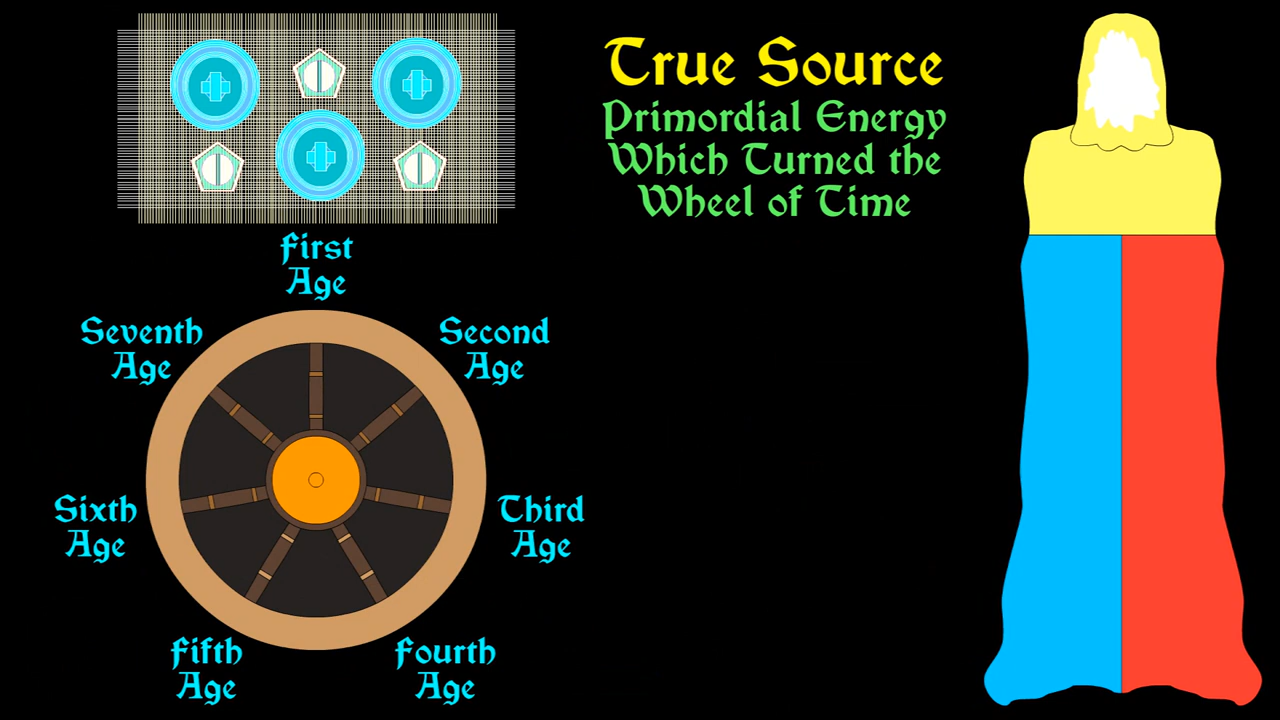 True Source
Primordial Energy
Which Turned the
Wheel of Time
First
Age
Second
Age
Third
Age
Fourth
Age
Fifth
Age
Sixth
Age
Seventh
Age